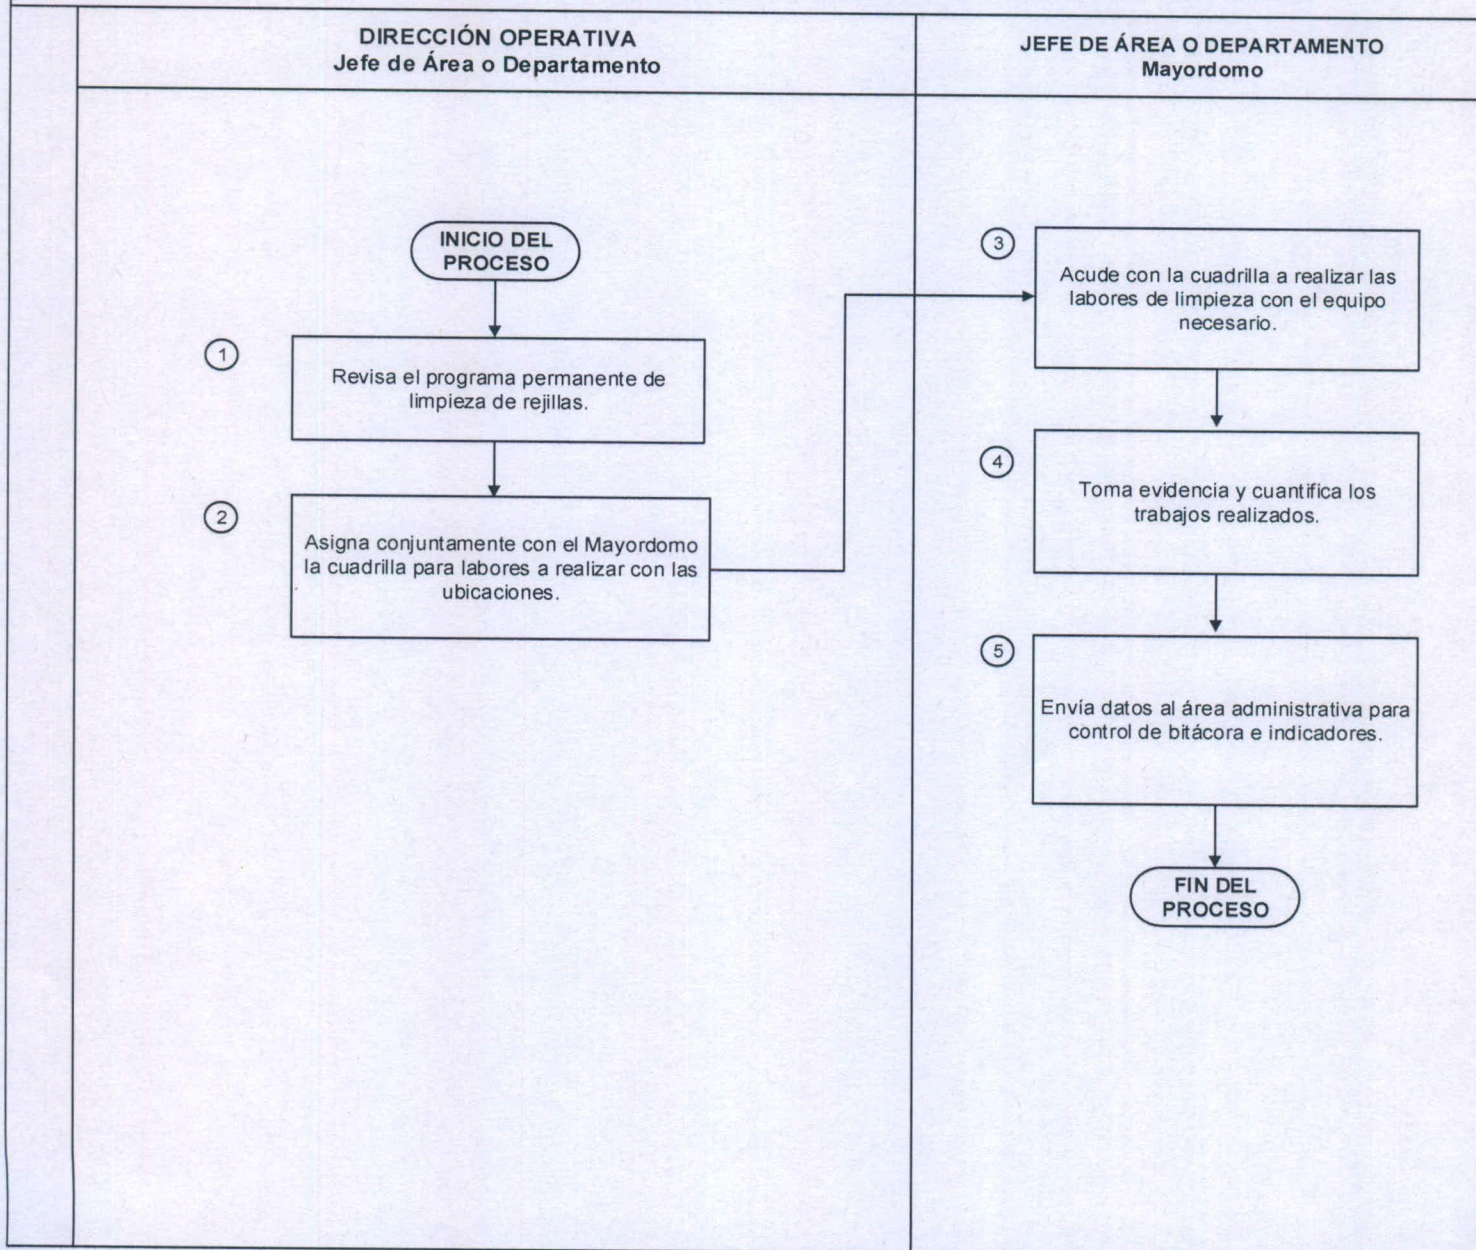 DIRECCIÓN OPERATIVA
Jefe de Área o Departamento
JEFE DE ÁREA O DEPARTAMENTO
Mayordomo
INICIO DEL
PROCESO
1
Revisa el programa permanente de
limpieza de rejillas.
2
Asigna conjuntamente con el Mayordomo
la cuadrilla para labores a realizar con las
ubicaciones.
3
Acude con la cuadrilla a realizar las
labores de limpieza con el equipo
necesario.
4
Toma evidencia y cuantifica los
trabajos realizados.
5
Envía datos al área administrativa para
control de bitácora e indicadores.
FIN DEL
PROCESO